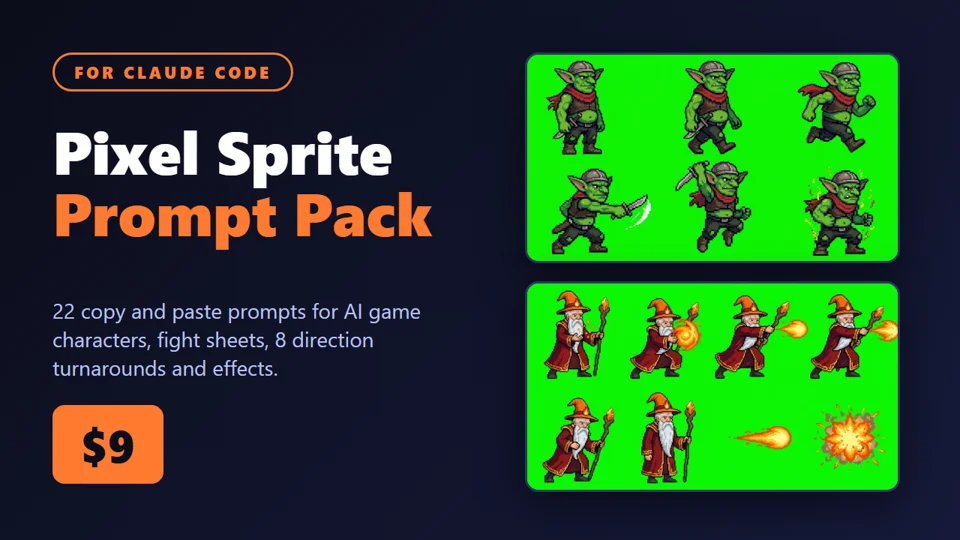 FOR CLAUDE CODE
Pixel Sprite
Prompt Pack
22 copy and paste prompts for AI game
characters, fight sheets, 8 direction
turnarounds and effects.
$9